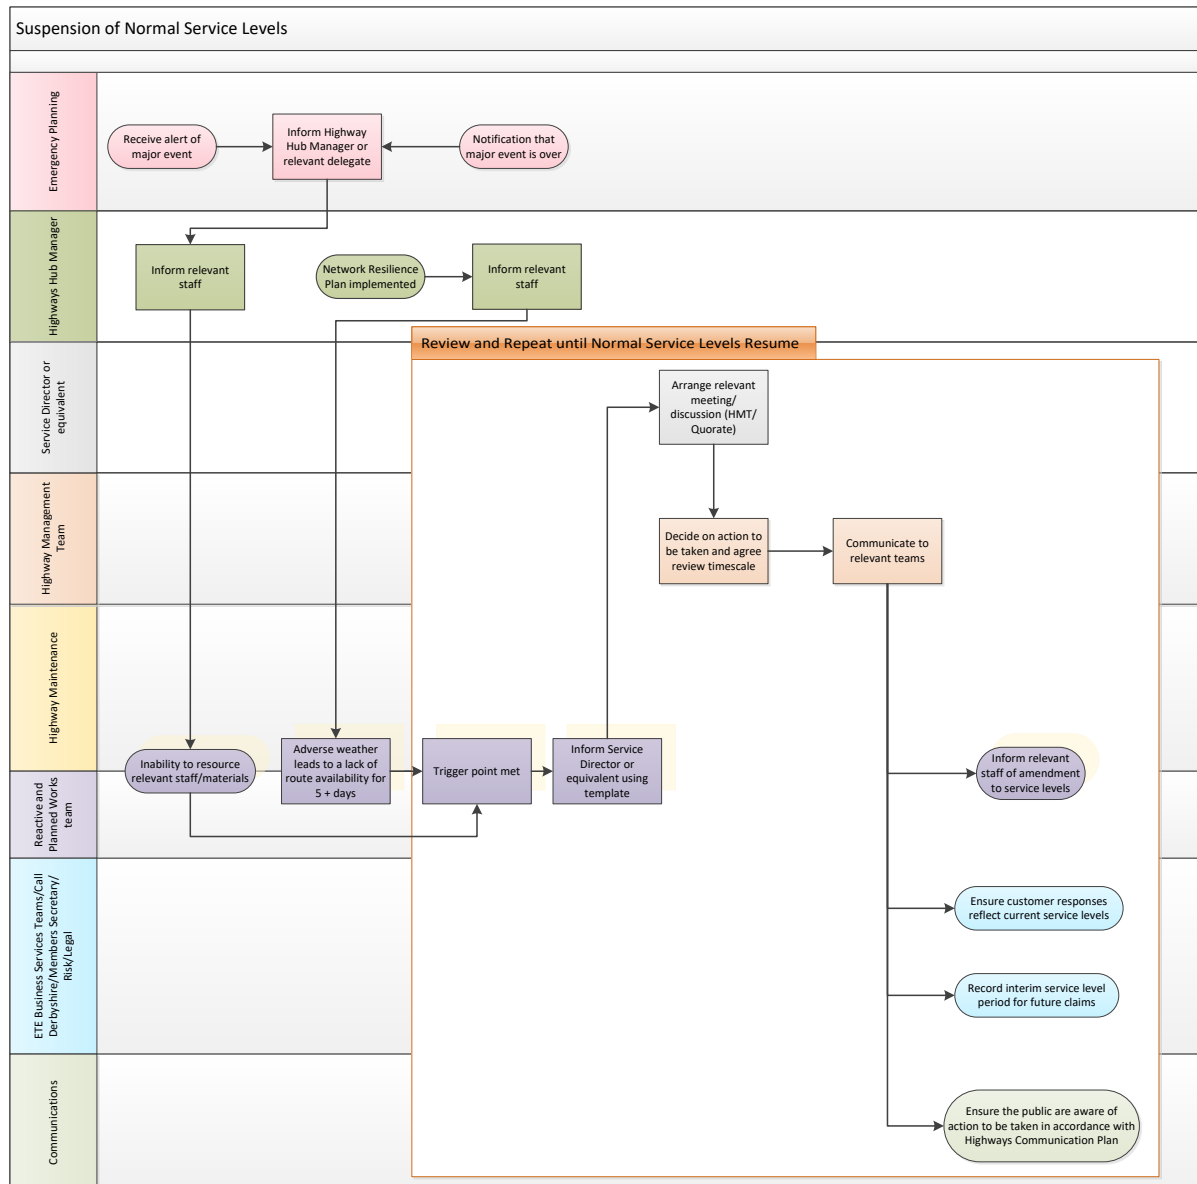 Suspension of Normal Service Levels
Emergency Planning
Receive alert of
major event
Inform Highway
Hub Manager or
relevant delegate
Notification that
major event is over
Highways Hub Manager
Inform relevant
staff
Network Resilience
Plan implemented
Inform relevant
staff
Review and Repeat until Normal Service Levels Resume
Service Director or
equivalent
Arrange relevant
meeting/
discussion (HMT/
Quorate)
Highway Management
Team
Decide on action to
be taken and agree
review timescale
Communicate to
relevant teams
Highway Maintenance
Inability to resource
relevant staff/materials
Adverse weather
leads to a lack of
route availability for
5 + days
Trigger point met
Inform Service
Director or
equivalent using
template
Inform relevant
staff of amendment
to service levels
Reactive and
Planned Works
team
ETE Business Services Teams/Call
Derbyshire/Members Secretary/
Risk/Legal
Ensure customer responses
reflect current service levels
Record interim service level
period for future claims
Communications
Ensure the public are aware of
action to be taken in accordance with
Highways Communication Plan